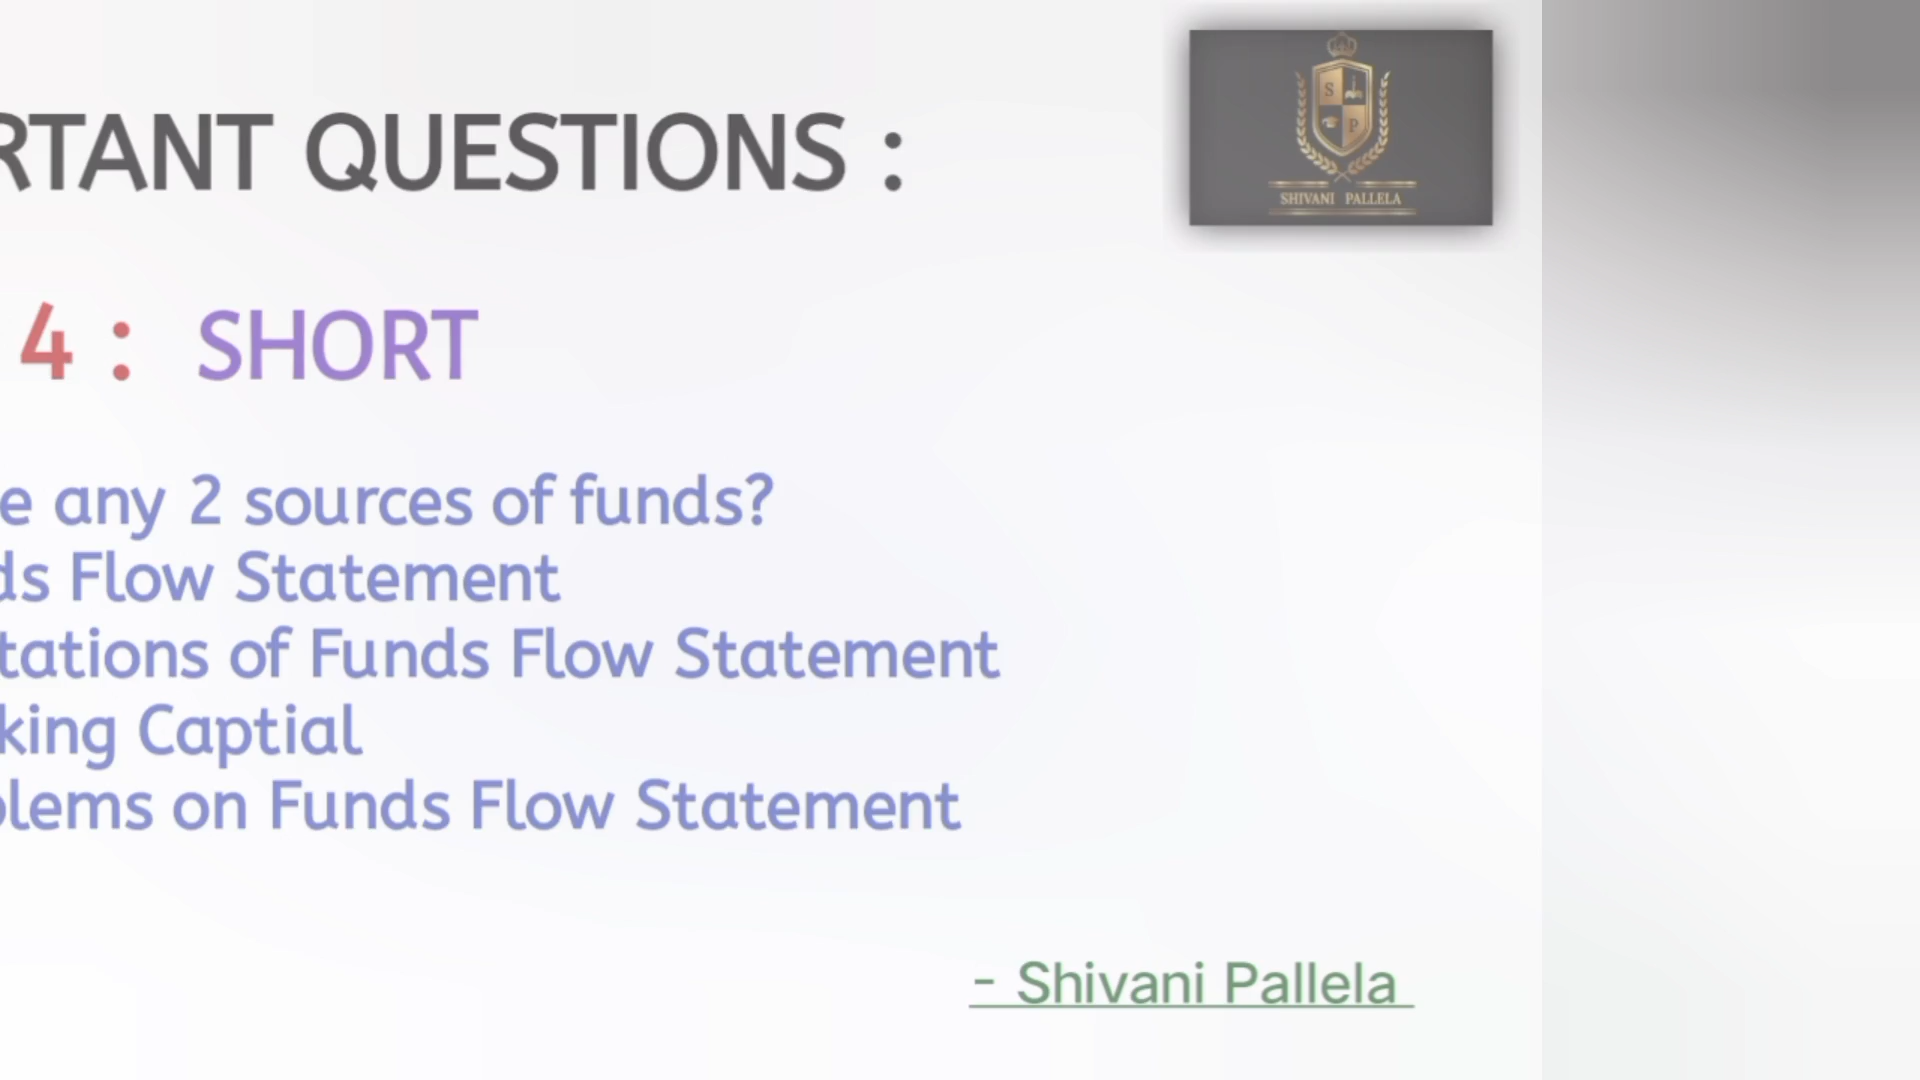 RTANT QUESTIONS :
S
P
SHIVANI PALLELA
4 : SHORT
e any 2 sources of funds?
ds Flow Statement
tations of Funds Flow Statement
king Captial
blems on Funds Flow Statement
- Shivani Pallela